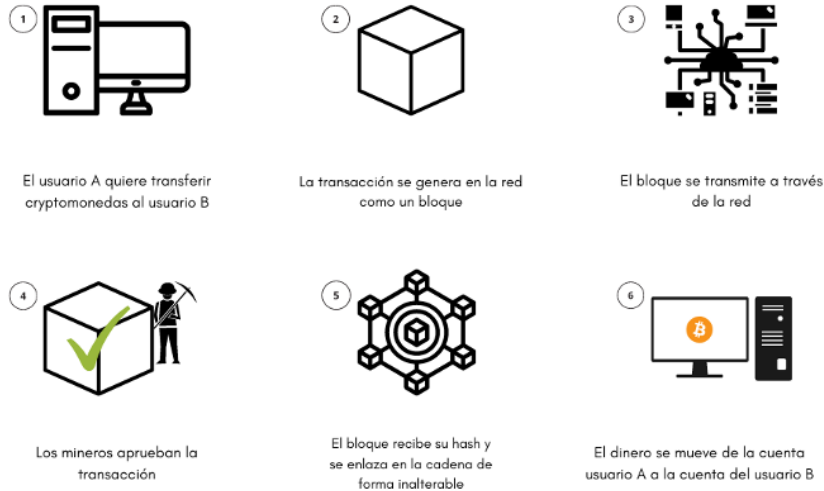 1
El usuario A quiere transferir
cryptomonedas al usuario B
2
La transacción se genera en la red
como un bloque
3
El bloque se transmite a través
de la red
4
Los mineros aprueban la
transacción
5
El bloque recibe su hash y
se enlaza en la cadena de
forma inalterable
6
El dinero se mueve de la cuenta
usuario A a la cuenta del usuario B